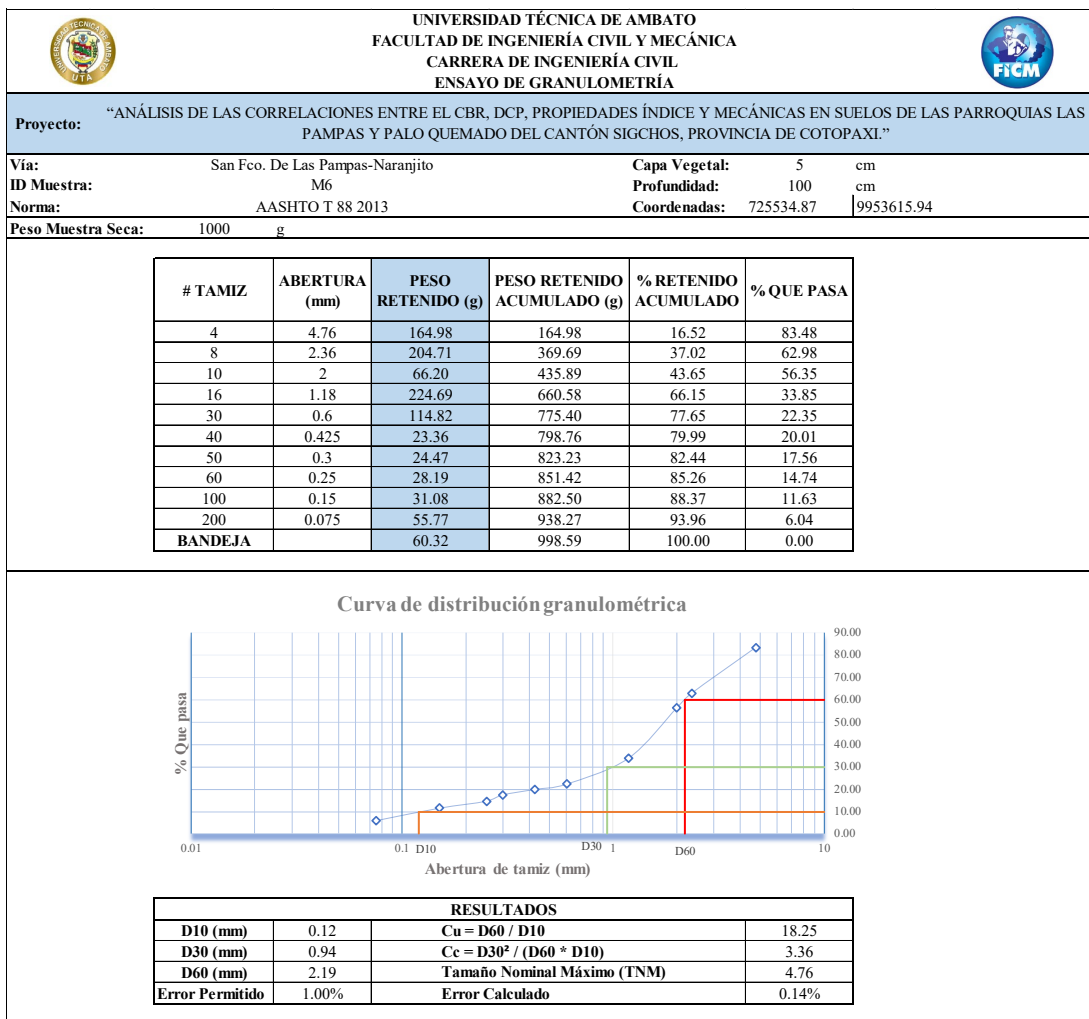 UNIVERSIDAD TÉCNICA DE AMBATO
FACULTAD DE INGENIERÍA CIVIL Y MECÁNICA
CARRERA DE INGENIERÍA CIVIL
ENSAYO DE GRANULOMETRÍA
UNIVERSIDAD TECNICA DE AMBATO
UTA
FICM
Proyecto: “ANÁLISIS DE LAS CORRELACIONES ENTRE EL CBR, DCP, PROPIEDADES ÍNDICE Y MECÁNICAS EN SUELOS DE LAS PARROQUIAS LAS
PAMPAS Y PALO QUEMADO DEL CANTÓN SIGCHOS, PROVINCIA DE COTOPAXI.”
Vía: San Fco. De Las Pampas-Naranjito Capa Vegetal: 5 cm
ID Muestra: M6 Profundidad: 100 cm
Norma: AASHTO T 88 2013 Coordenadas: 725534.87 9953615.94
Peso Muestra Seca: 1000 g
# TAMIZ ABERTURA (mm) PESO RETENIDO (g) PESO RETENIDO ACUMULADO (g) % RETENIDO ACUMULADO % QUE PASA
4 4.76 164.98 164.98 16.52 83.48
8 2.36 204.71 369.69 37.02 62.98
10 2 66.20 435.89 43.65 56.35
16 1.18 224.69 660.58 66.15 33.85
30 0.6 114.82 775.40 77.65 22.35
40 0.425 23.36 798.76 79.99 20.01
50 0.3 24.47 823.23 82.44 17.56
60 0.25 28.19 851.42 85.26 14.74
100 0.15 31.08 882.50 88.37 11.63
200 0.075 55.77 938.27 93.96 6.04
BANDEJA 60.32 998.59 100.00 0.00
Curva de distribución granulométrica
90.00
80.00
70.00
60.00
50.00
40.00
30.00
20.00
10.00
0.00
% Que pasa
0.01 0.1 D10 D30 1 D60 10
Abertura de tamiz (mm)
RESULTADOS
D10 (mm) 0.12 Cu = D60 / D10 18.25
D30 (mm) 0.94 Cc = D30² / (D60 * D10) 3.36
D60 (mm) 2.19 Tamaño Nominal Máximo (TNM) 4.76
Error Permitido 1.00% Error Calculado 0.14%